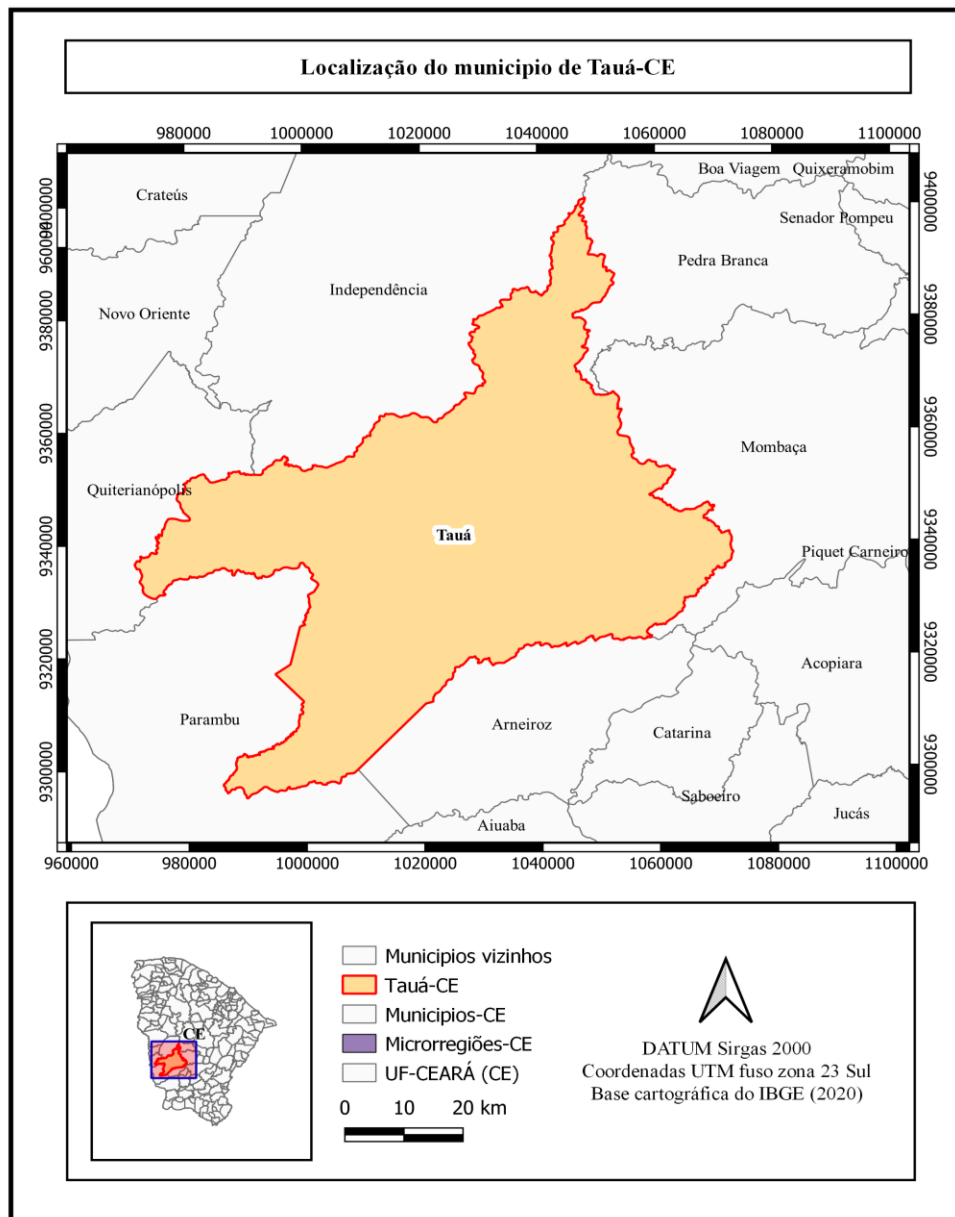 Localização do municipio de Tauá-CE
980000 1000000 1020000 1040000 1060000 1080000 1100000
Boa Viagem Quixeramobim
Crateús
Senador Pompeu
Pedra Branca
Independência
Novo Oriente
Mombaça
Quiterianópolis
Tauá
Piquet Carneiro
Acopiara
Parambu
Arneiroz
Catarina
Saboeiro
Jucás
Aiuaba
9600000
9380000
9360000
9340000
9320000
9300000
9400000
9380000
9360000
9340000
9320000
9300000
960000 980000 1000000 1020000 1040000 1060000 1080000 1100000
CE
Municipios vizinhos
Tauá-CE
Municipios-CE
Microrregiões-CE
UF-CEARÁ (CE)
0 10 20 km
DATUM Sirgas 2000
Coordenadas UTM fuso zona 23 Sul
Base cartográfica do IBGE (2020)